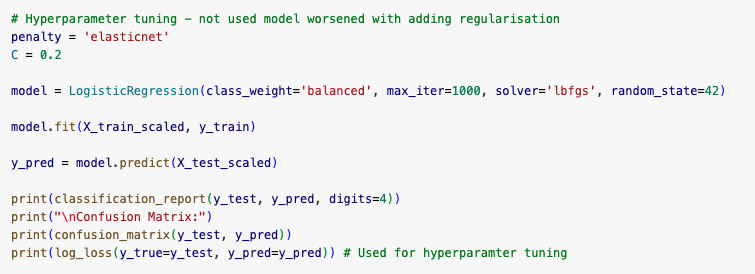 # Hyperparameter tuning - not used model worsened with adding regularisation
penalty = 'elasticnet'
C = 0.2
model = LogisticRegression(class_weight='balanced', max_iter=1000, solver='lbfgs', random_state=42)
model.fit(X_train_scaled, y_train)
y_pred = model.predict(X_test_scaled)
print(classification_report(y_test, y_pred, digits=4))
print("\nConfusion Matrix:")
print(confusion_matrix(y_test, y_pred))
print(log_loss(y_true=y_test, y_pred=y_pred)) # Used for hyperparamter tuning